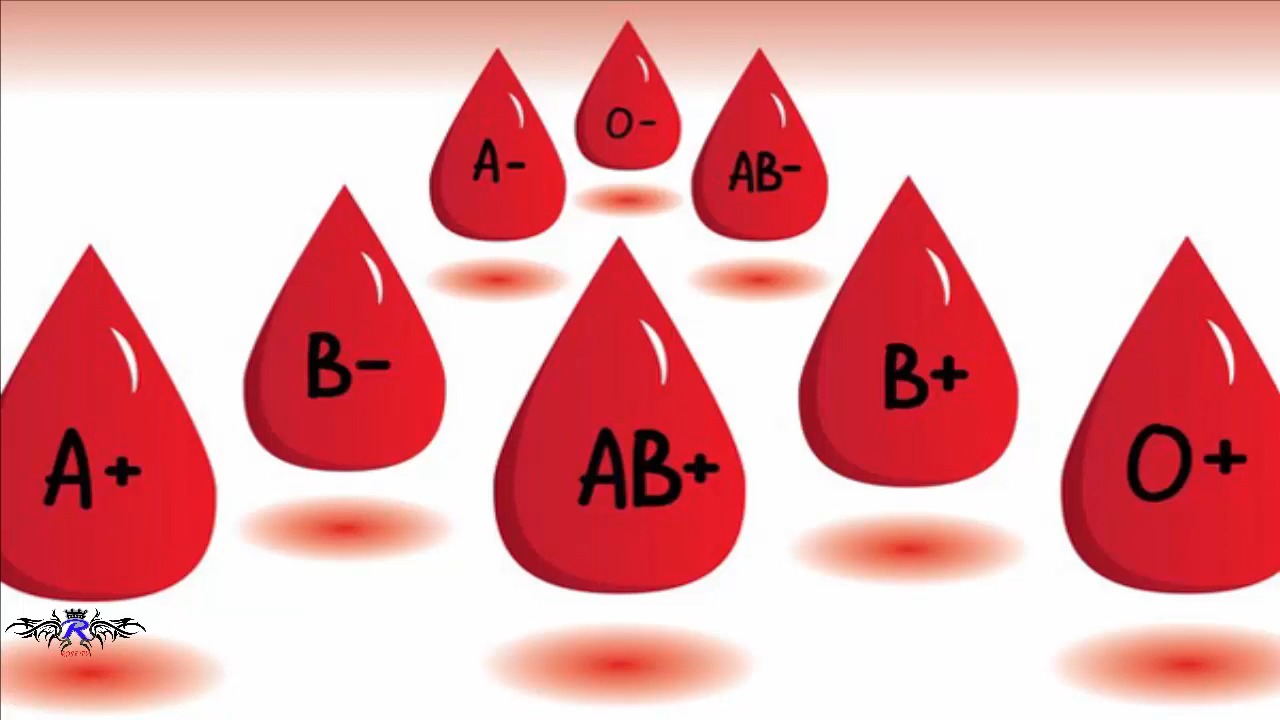 O-
A-
AB-
B-
B+
A+
AB+
O+
R